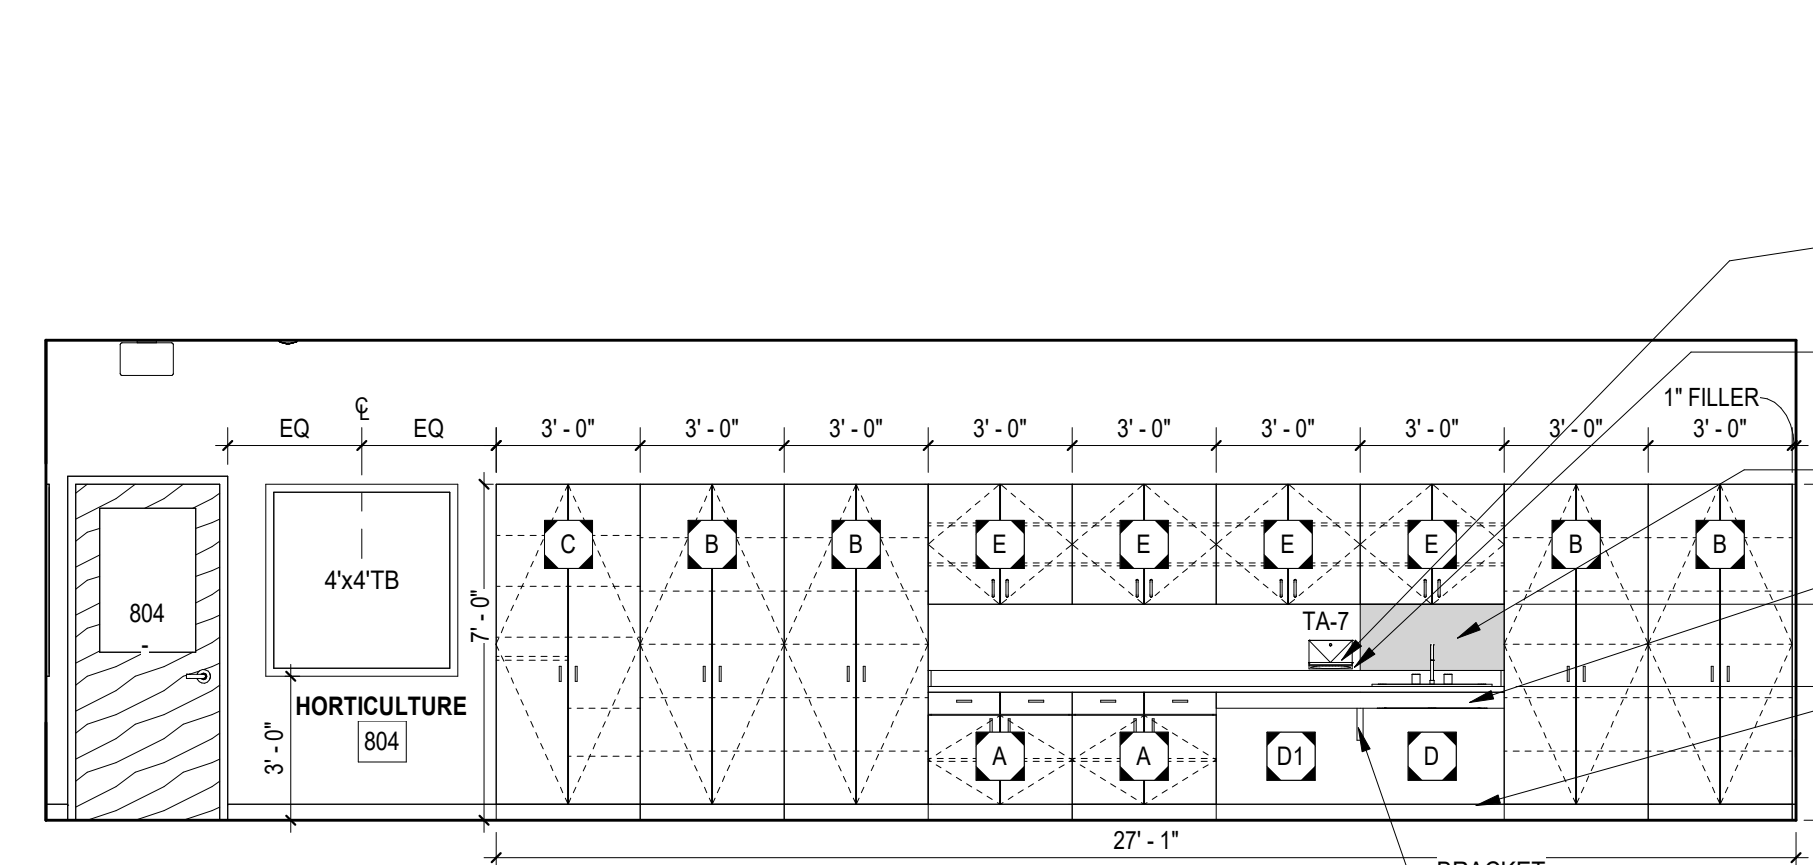 1" FILLER
℄
EQ EQ 3' - 0" 3' - 0" 3' - 0" 3' - 0" 3' - 0" 3' - 0" 3' - 0" 3' - 0" 3' - 0"
C B B E E E E B B
4'x4'TB
804
-
7' - 0"
TA-7
HORTICULTURE
804
3' - 0"
A A D1 D
27' - 1"
BRACKET